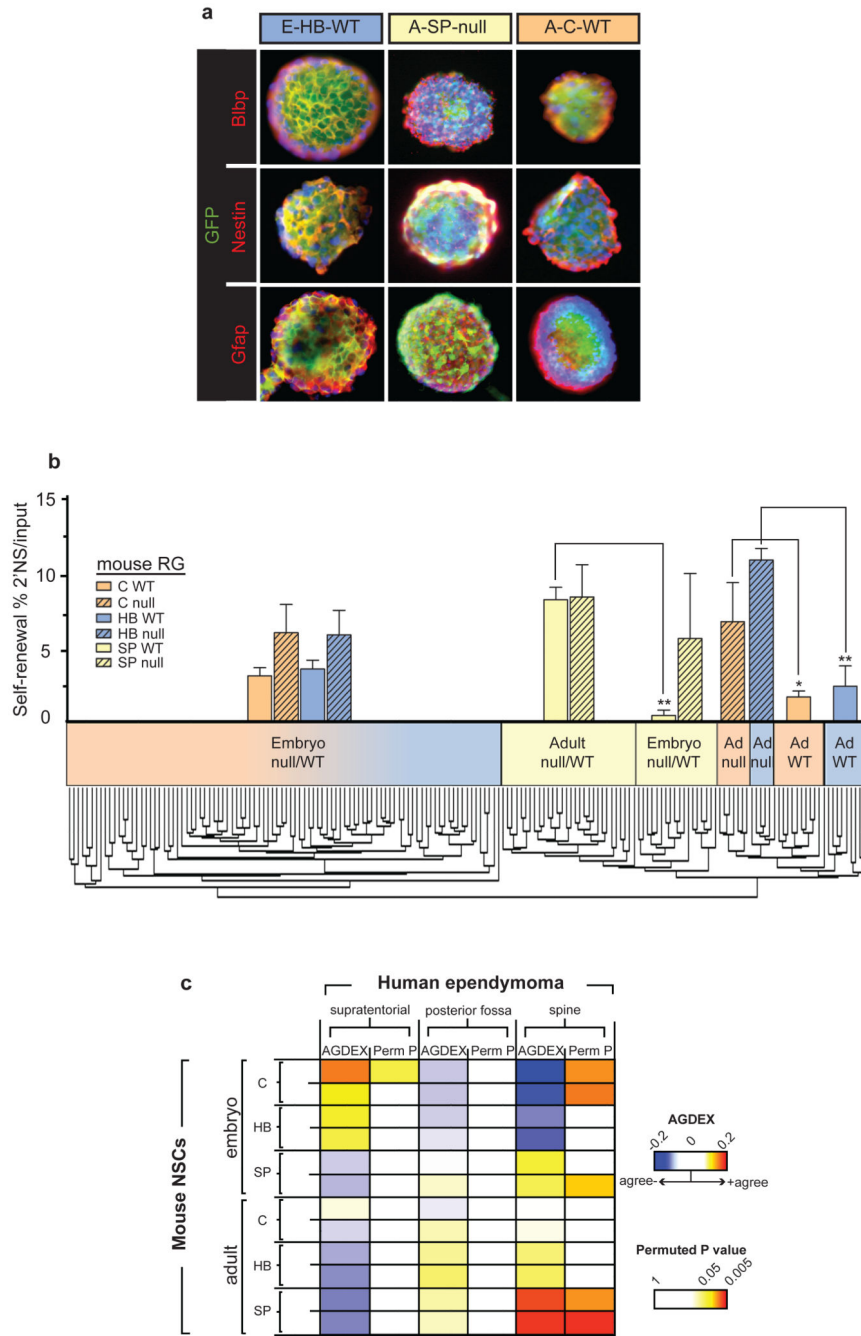 a
E-HB-WT A-SP-null A-C-WT
GFP
Blbp
Nestin
Gfap
b
Self-renewal % 2'NS/input
15
10
5
0
mouse RG
C WT
C null
HB WT
HB null
SP WT
SP null
** * **
Embryo
null/WT
Adult
null/WT
Embryo
null/WT
Ad
null
Ad
null
Ad
WT
Ad
WT
c
Human ependymoma
supratentorial posterior fossa spine
AGDEX Perm P AGDEX Perm P AGDEX Perm P
Mouse NSCs
embryo
C
HB
SP
adult
C
HB
SP
AGDEX
-0.2 0 0.2
agree- +agree
Permuted P value
1 0.05 0.005